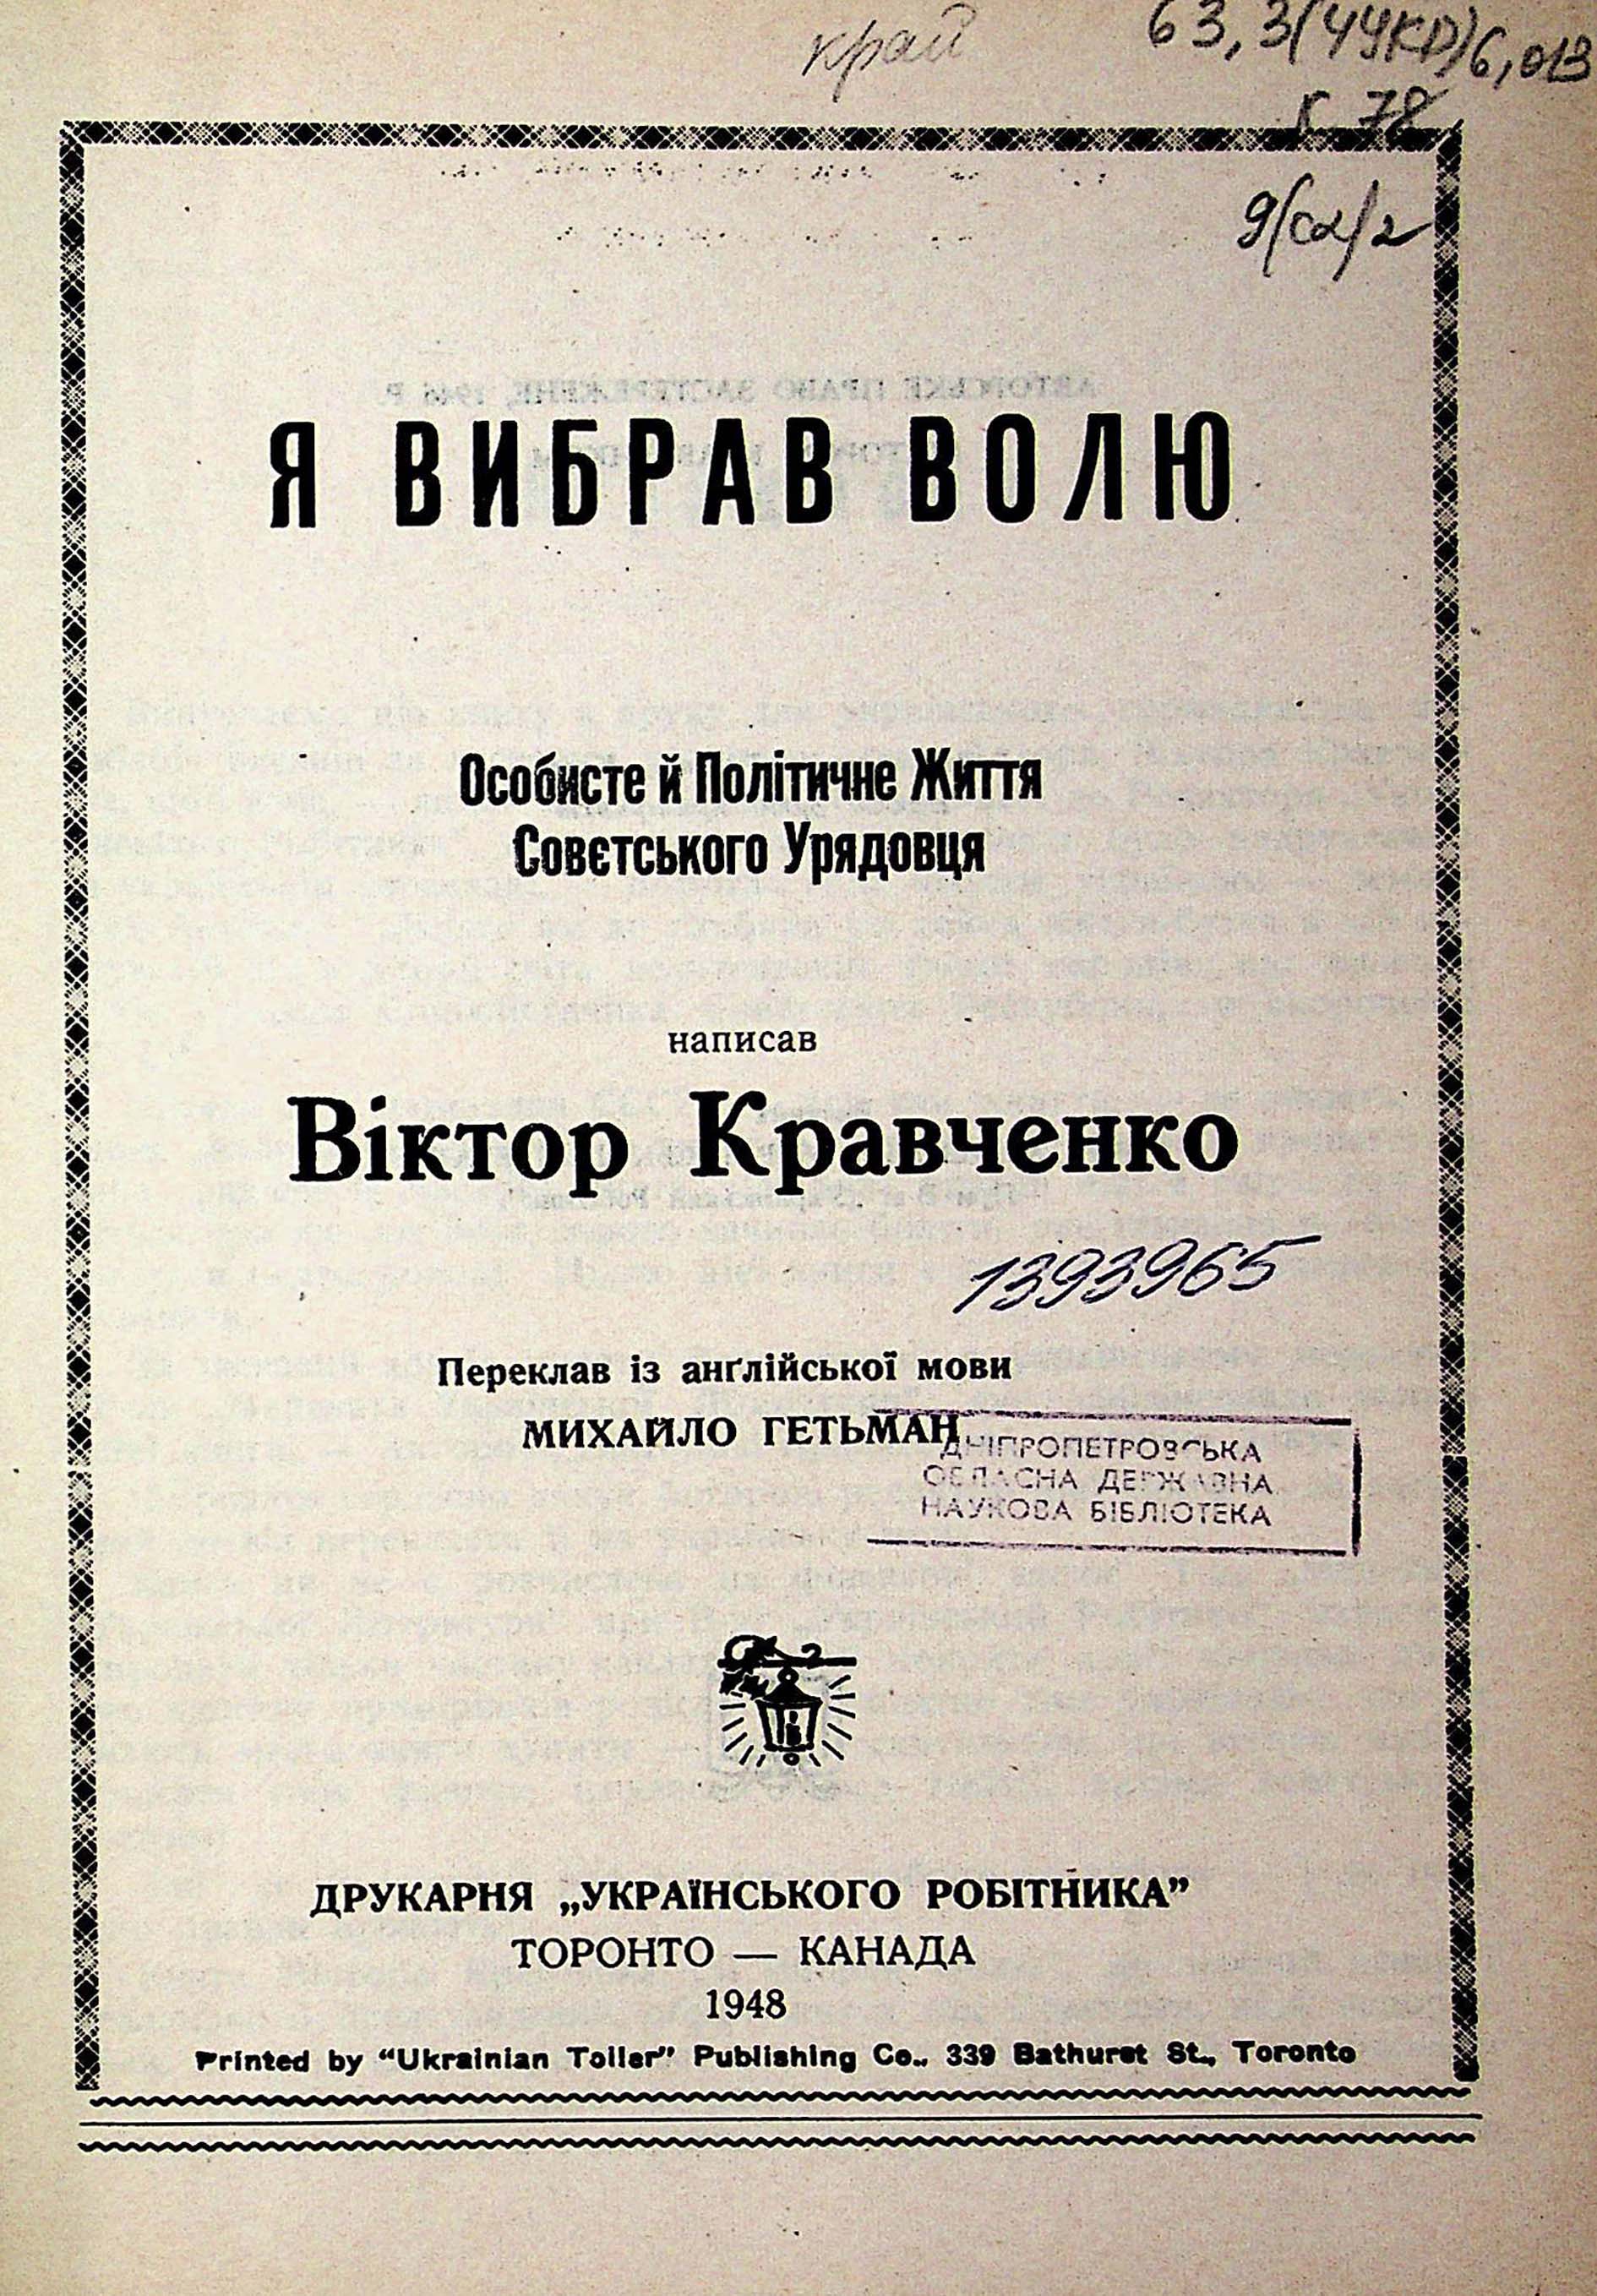 край
63,3(4УКР)6,013
78
9(с2)2
Я ВИБРАВ ВОЛЮ
Особисте й Політичне Життя
Совєтського Урядовця
написав
Віктор Кравченко
1393965
Переклав із анґлійської мови
МИХАЙЛО ГЕТЬМАН
ДНІПРОПЕТРОВСЬКА
ОБЛАСНА ДЕРЖАВНА
НАУКОВА БІБЛІОТЕКА
ДРУКАРНЯ „УКРАЇНСЬКОГО РОБІТНИКА”
ТОРОНТО — КАНАДА
1948
Printed by “Ukrainian Toiler” Publishing Co., 339 Bathurst St., Toronto